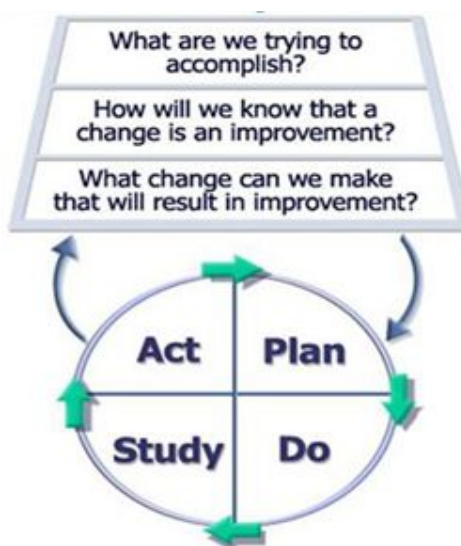 What are we trying to
accomplish?
How will we know that a
change is an improvement?
What change can we make
that will result in improvement?
Act
Plan
Study
Do